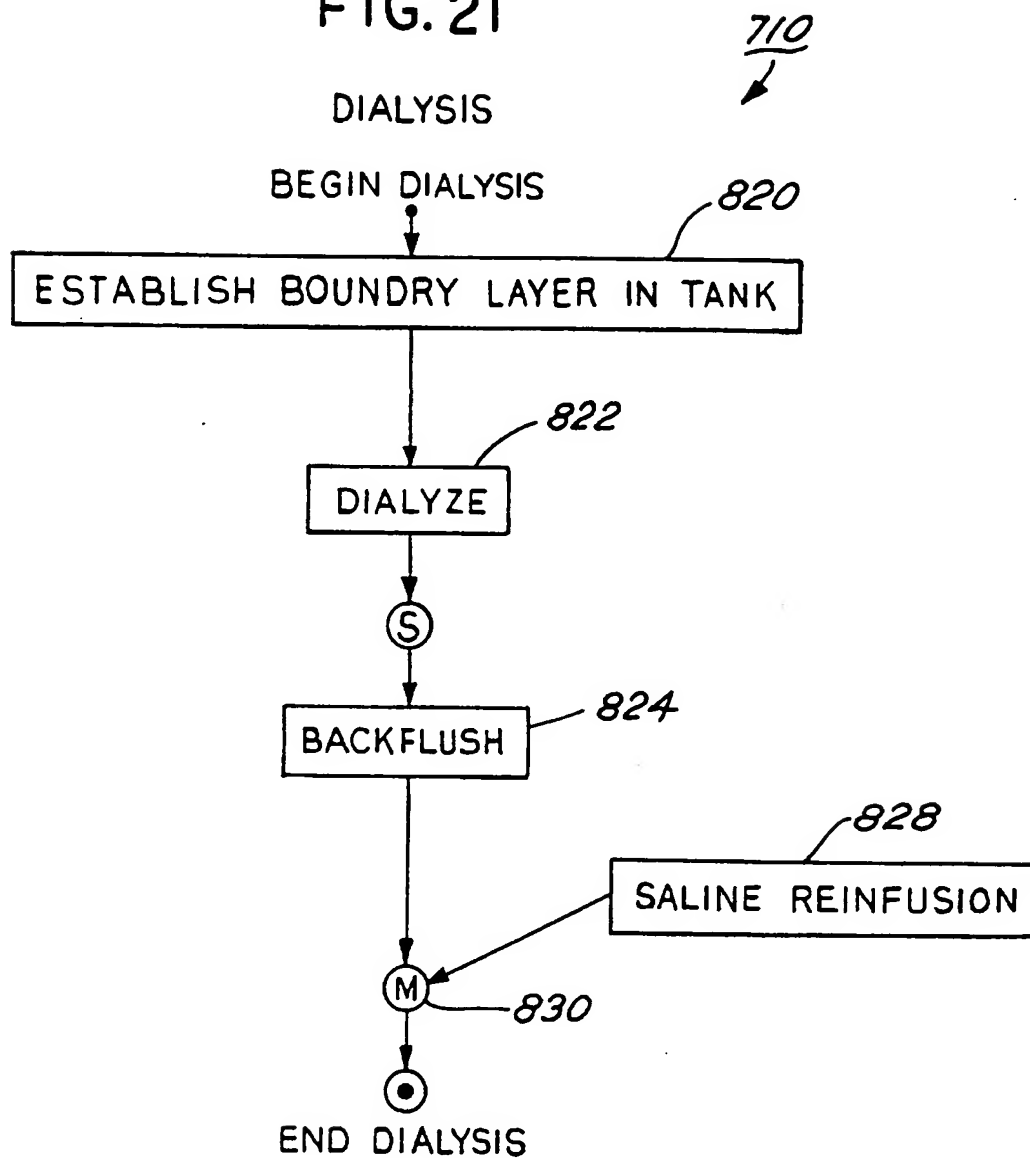 FIG. 21
710
DIALYSIS
BEGIN DIALYSIS
820
ESTABLISH BOUNDRY LAYER IN TANK
822
DIALYZE
S
824
BACKFLUSH
828
SALINE REINFUSION
M
830
END DIALYSIS